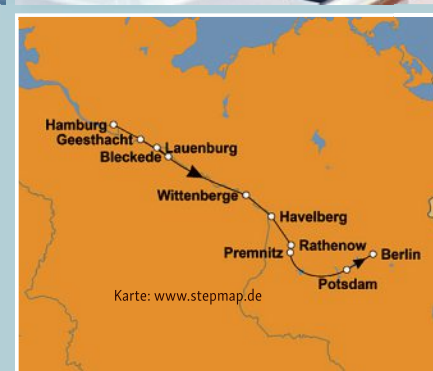 Hamburg
Geesthacht
Lauenburg
Bleckede
Wittenberge
Havelberg
Rathenow
Premnitz
Berlin
Potsdam
Karte: www.stepmap.de